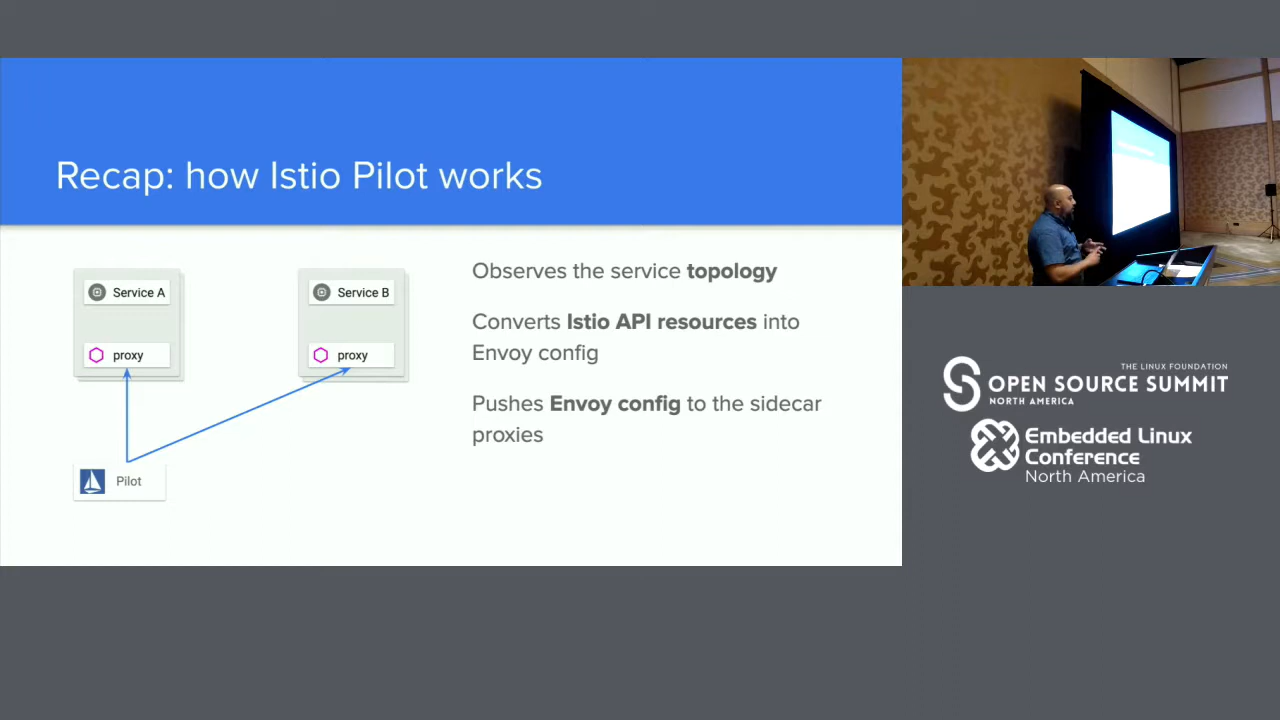 Recap: how Istio Pilot works
Service A
proxy
Service B
proxy
Pilot
Observes the service topology
Converts Istio API resources into
Envoy config
Pushes Envoy config to the sidecar
proxies
THE LINUX FOUNDATION
OPEN SOURCE SUMMIT
NORTH AMERICA
Embedded Linux
Conference
North America